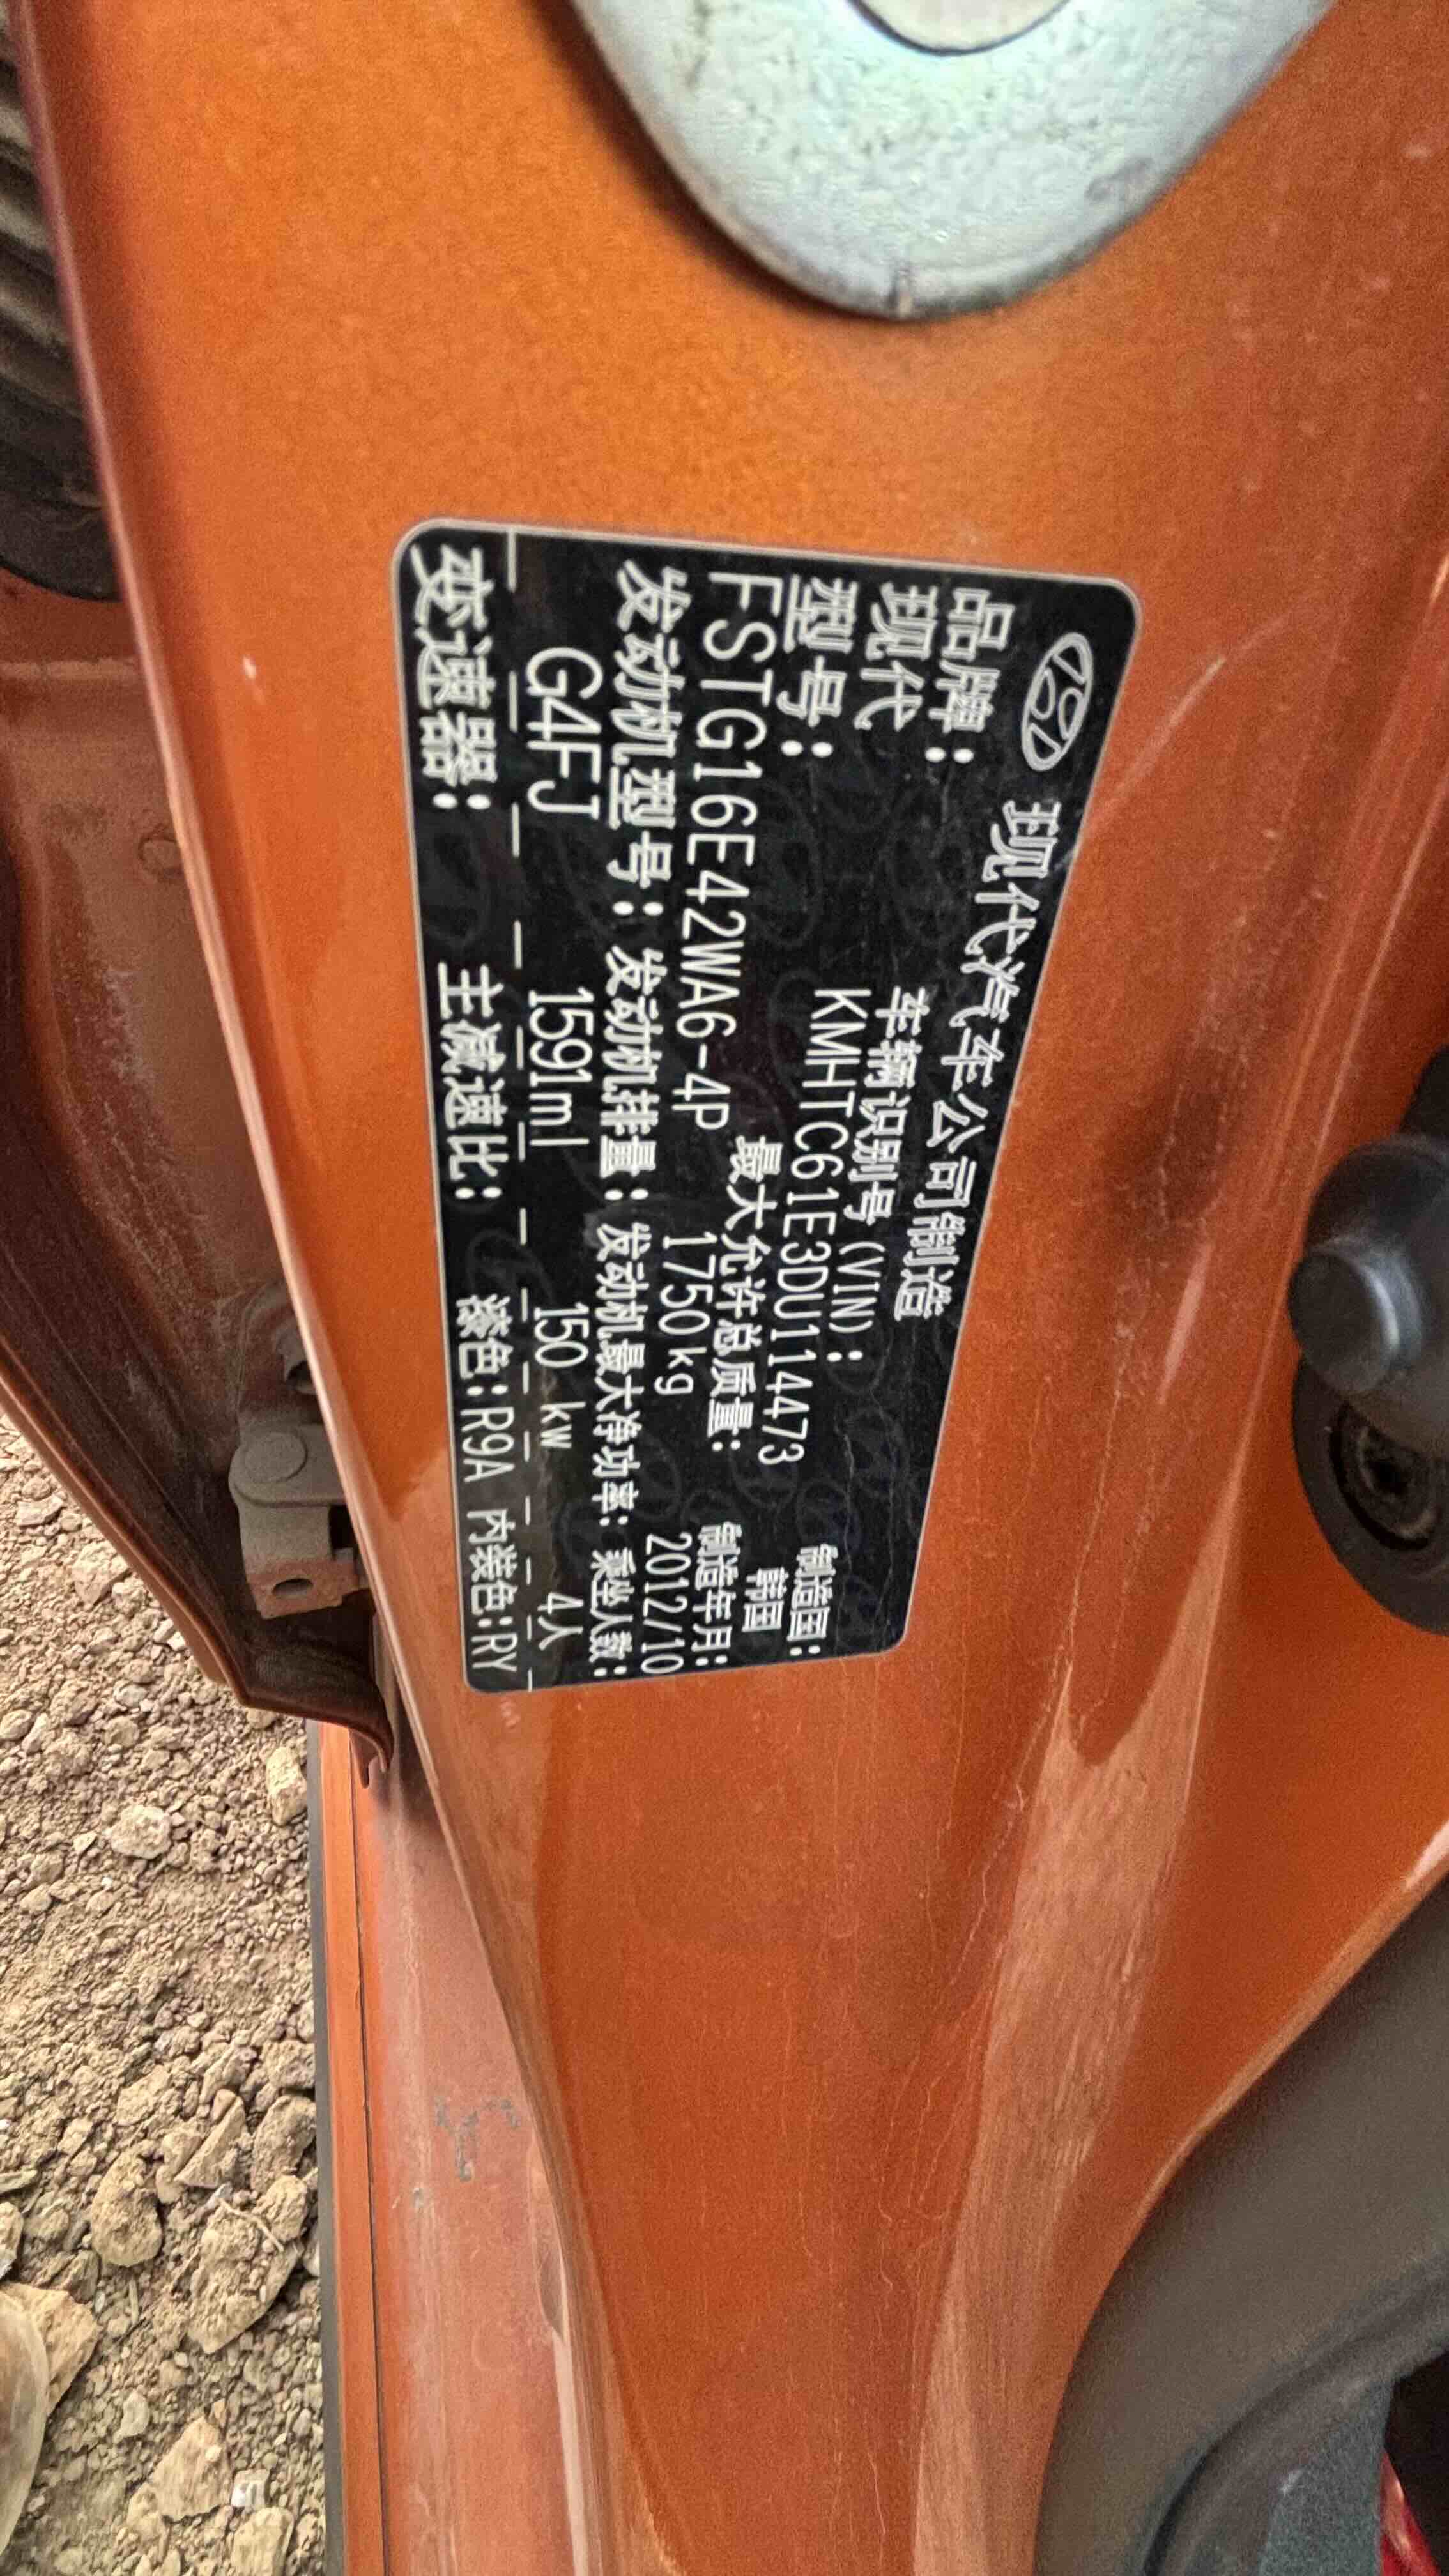 现代汽车公司制造
品牌： 车辆识别号(VIN)： 制造国：
现代 KMHTC61E3DU114473 韩国
型号： 最大允许总质量： 制造年月：
FSTG16E42WA6-4P 1750kg 2012/10
发动机型号： 发动机排量： 发动机最大净功率： 乘坐人数：
G4FJ 1591ml 150 kw 4人
变速器： 主减速比： 漆色：R9A 内装色：RY